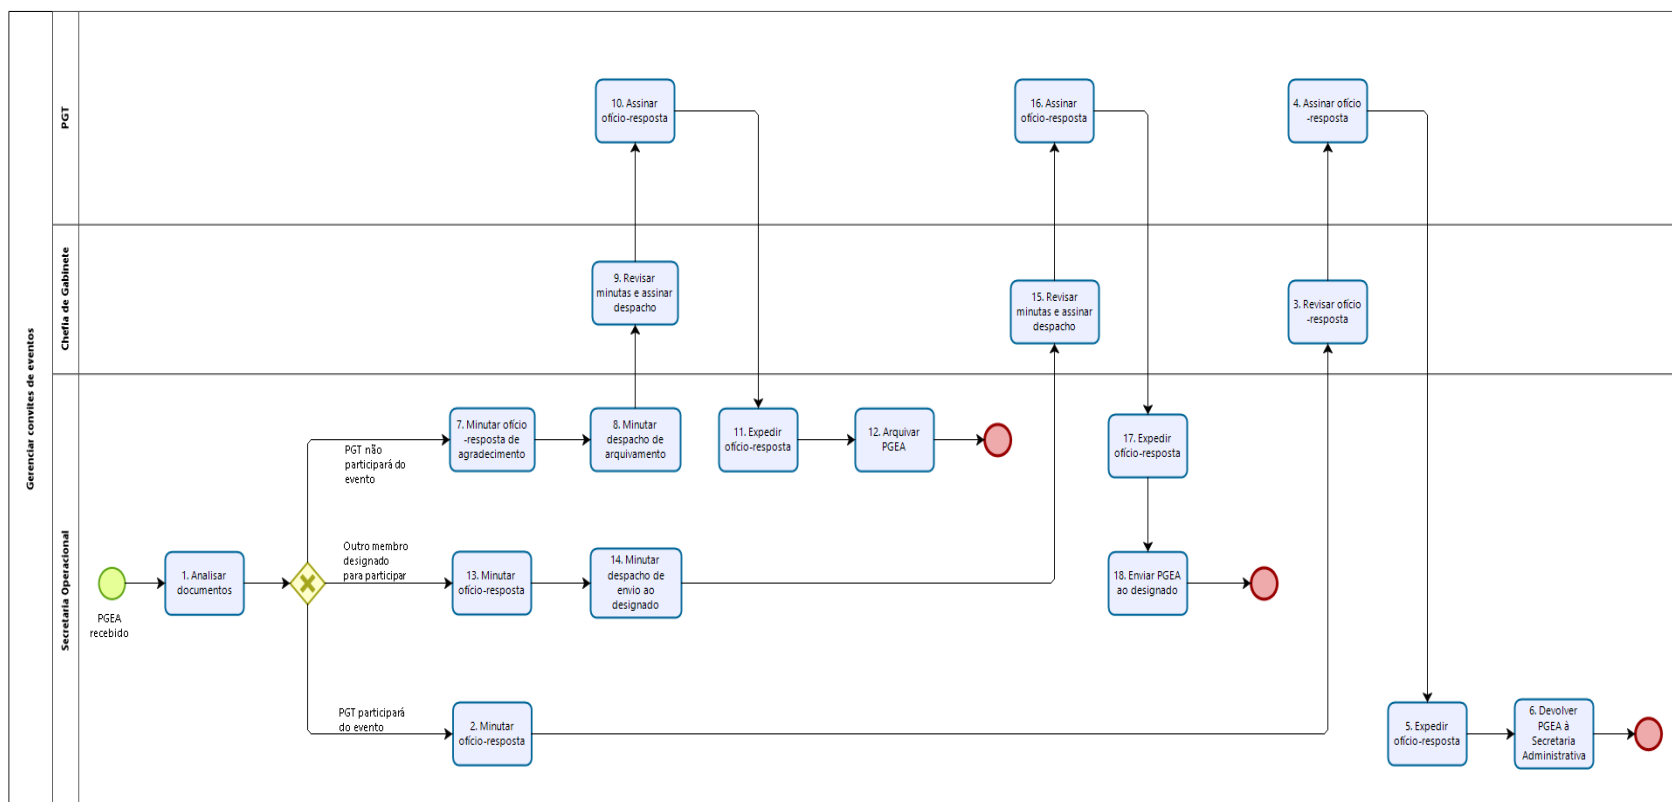 Gerenciar convites de eventos
PGT
10. Assinar
ofício-resposta
16. Assinar
ofício-resposta
4. Assinar ofício
-resposta
Chefia de Gabinete
9. Revisar
minutas e assinar
despacho
15. Revisar
minutas e assinar
despacho
3. Revisar ofício
-resposta
Secretaria Operacional
PGEA
recebido
1. Analisar
documentos
PGT não
participará do
evento
7. Minutar ofício
-resposta de
agradecimento
8. Minutar
despacho de
arquivamento
11. Expedir
ofício-resposta
12. Arquivar
PGEA
Outro membro
designado
para participar
13. Minutar
ofício-resposta
14. Minutar
despacho de
envio ao
designado
17. Expedir
ofício-resposta
18. Enviar PGEA
ao designado
PGT participará
do evento
2. Minutar
ofício-resposta
5. Expedir
ofício-resposta
6. Devolver
PGEA à
Secretaria
Administrativa